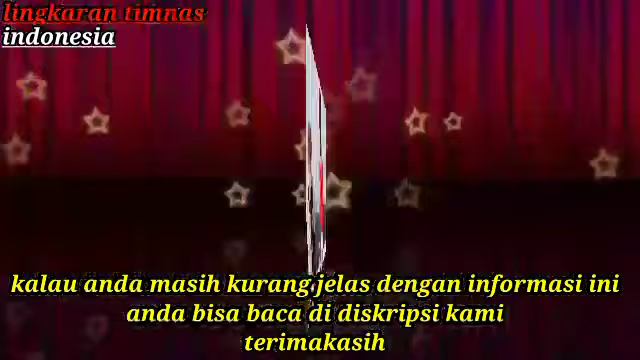 lingkaran timnas
indonesia
kalau anda masih kurang jelas dengan informasi ini
anda bisa baca di diskripsi kami
terimakasih